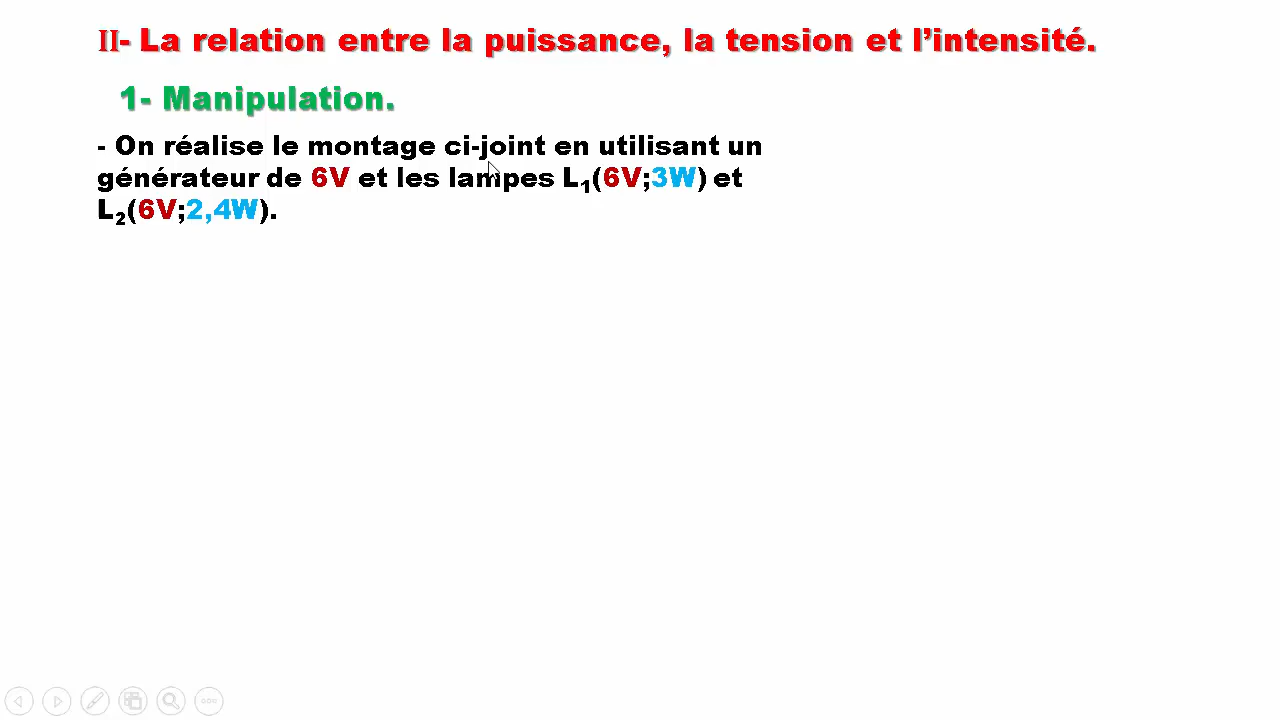 II- La relation entre la puissance, la tension et l’intensité.
1- Manipulation.
- On réalise le montage ci-joint en utilisant un
générateur de 6V et les lampes L₁(6V;3W) et
L₂(6V;2,4W).